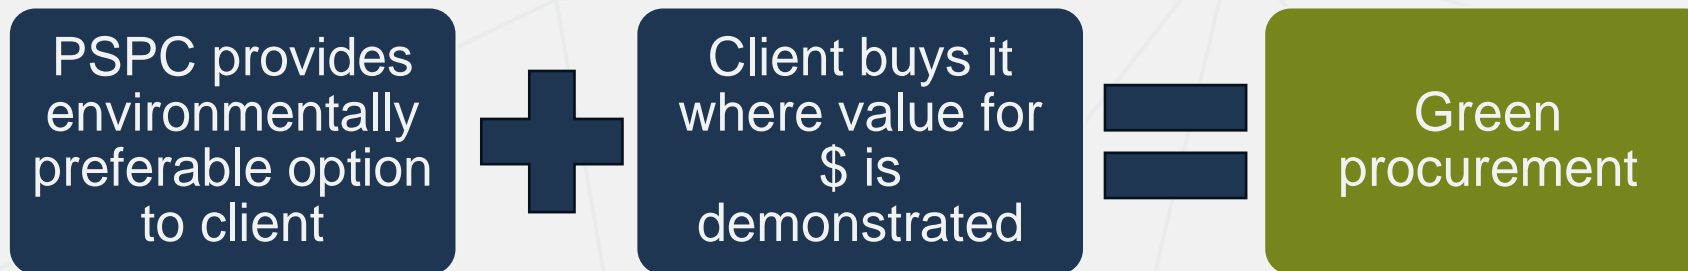 PSPC provides
environmentally
preferable option
to client
Client buys it
where value for
$ is
demonstrated
Green
procurement